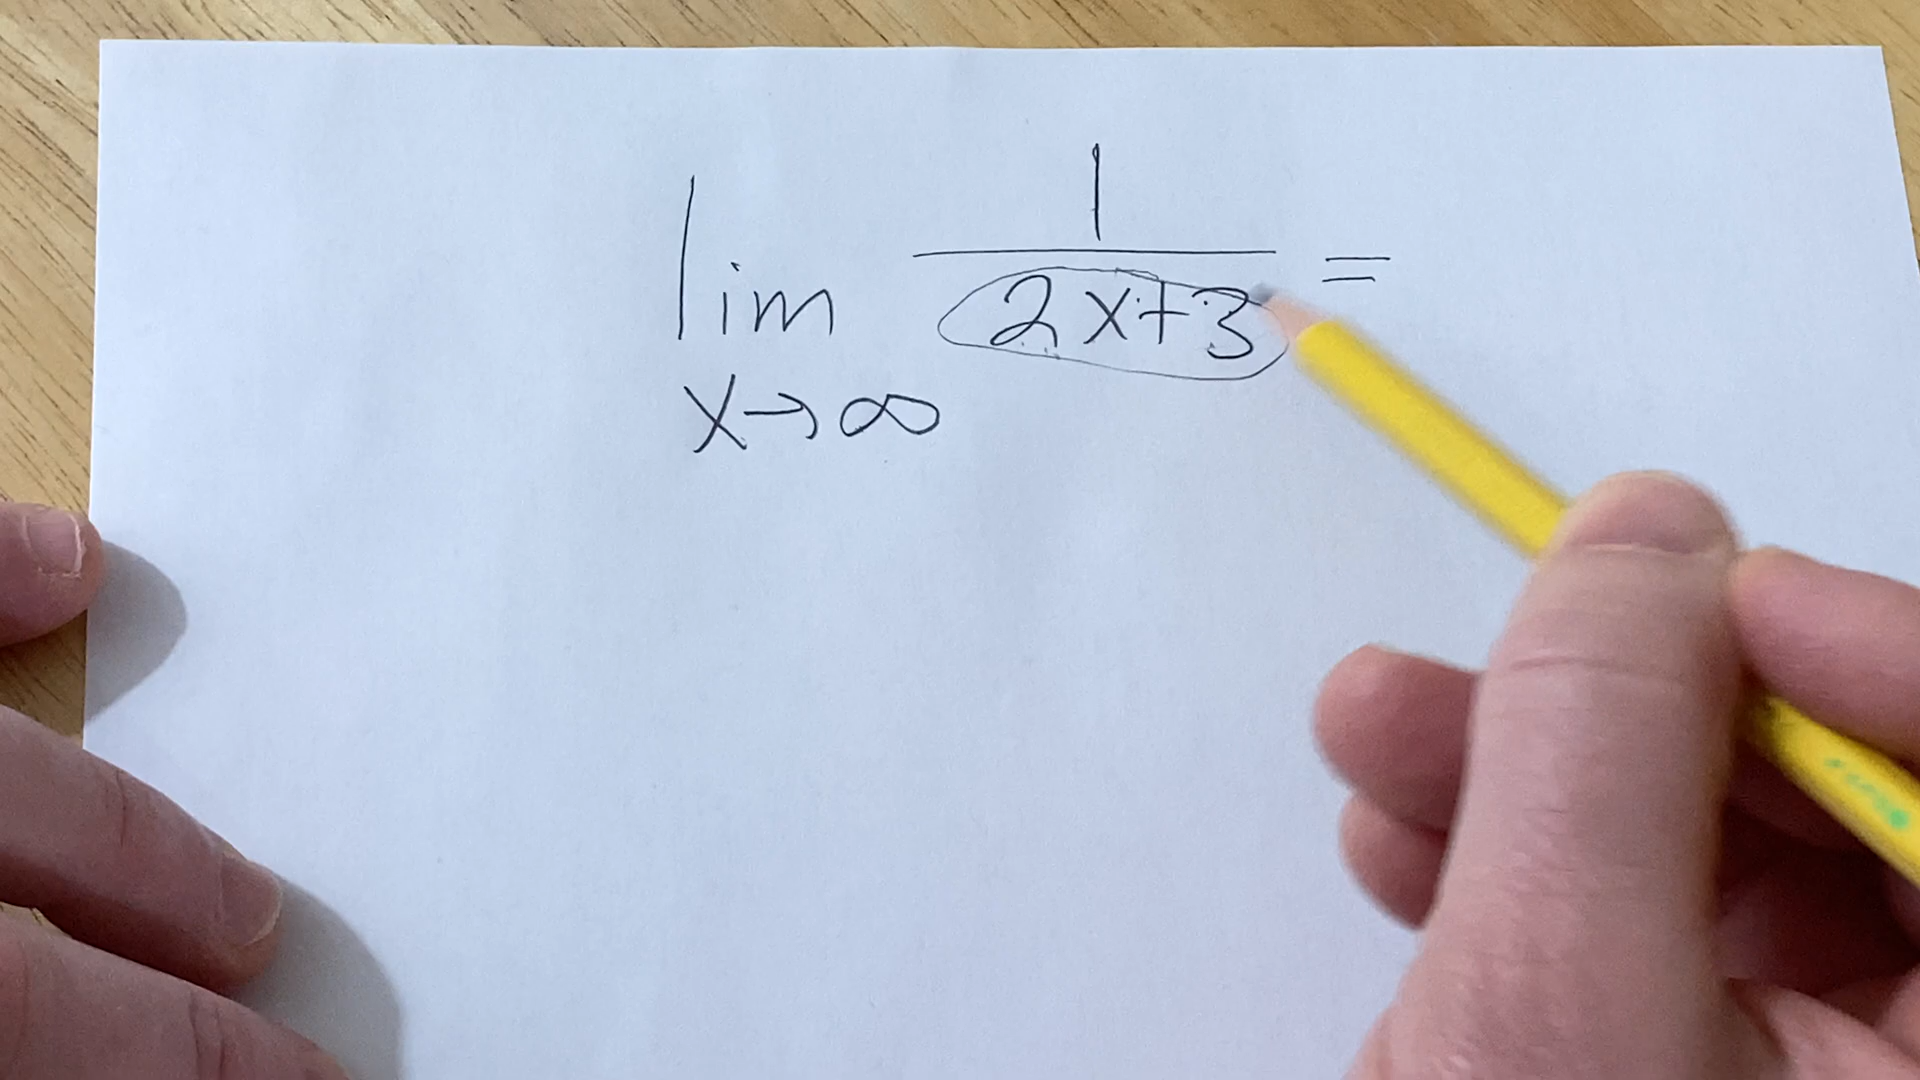 lim 1/(2x+3) =
x→∞